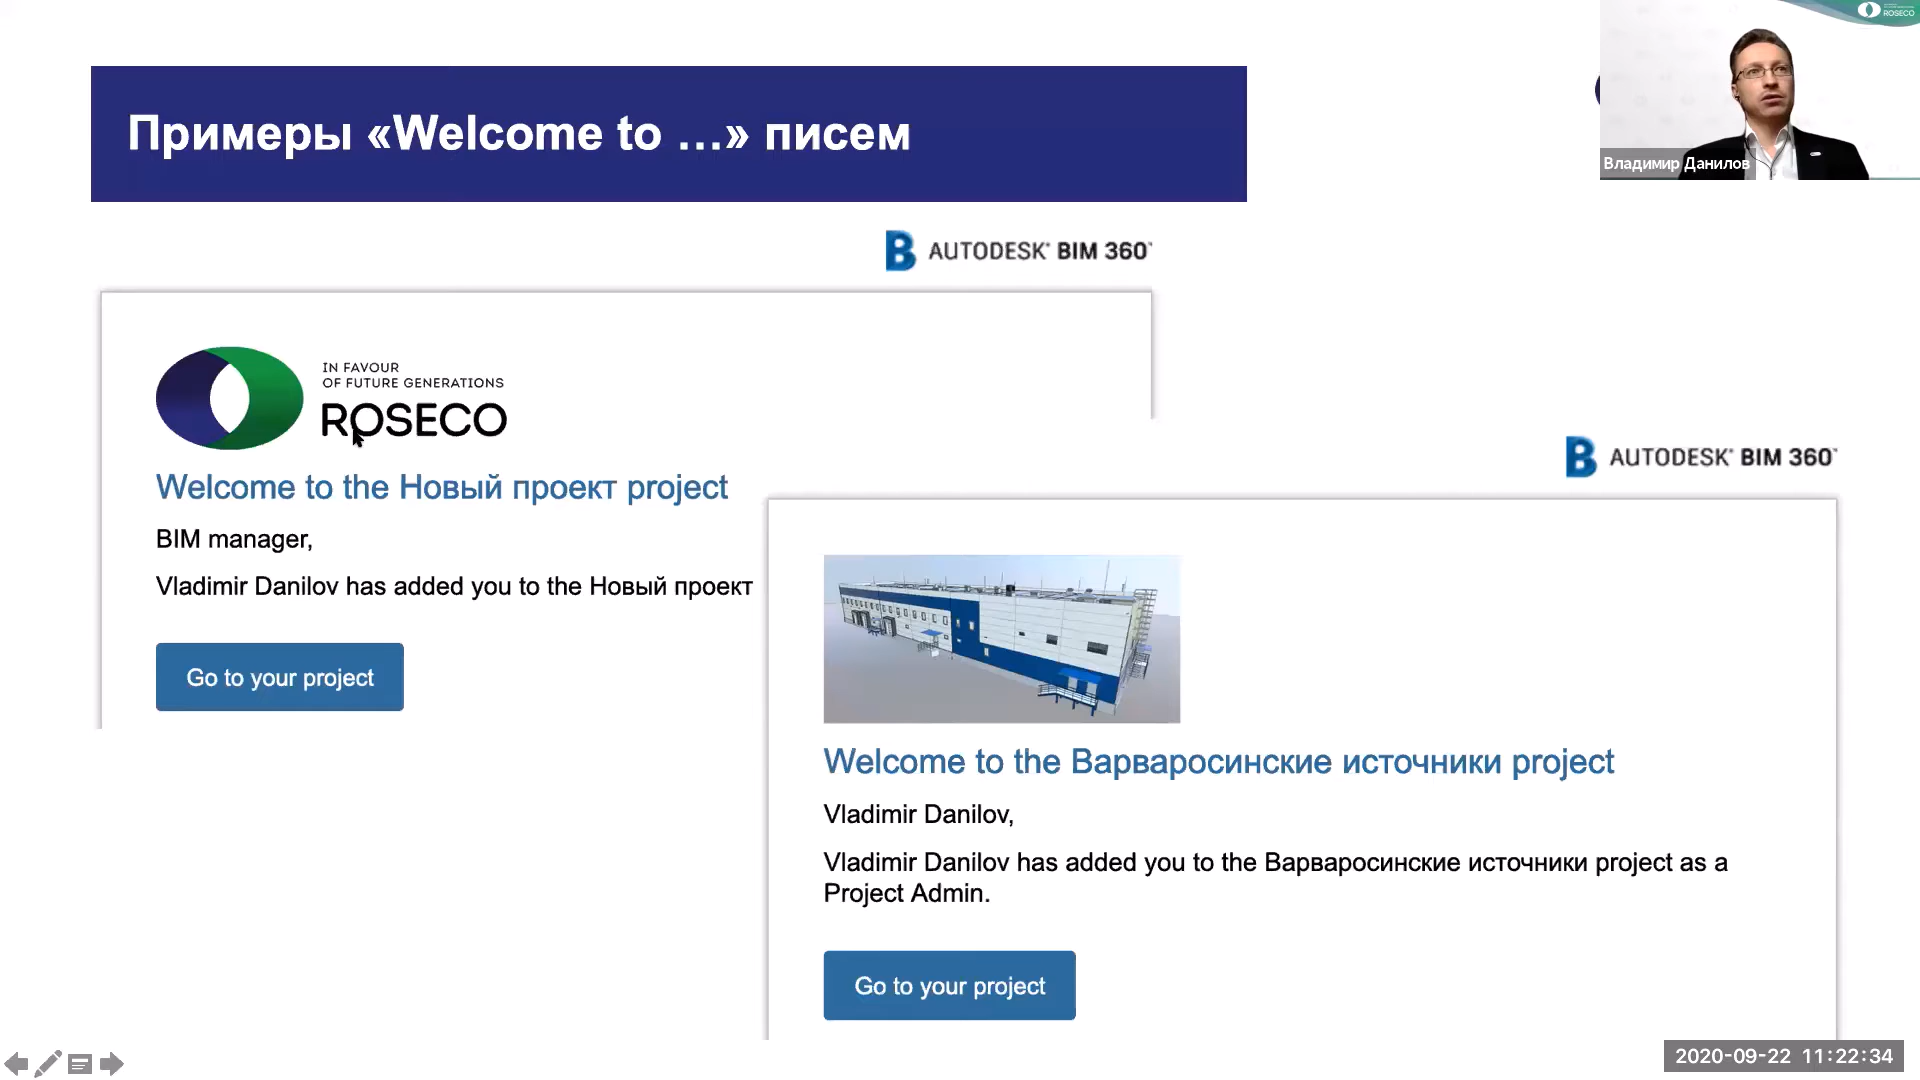 ROSECO
Примеры «Welcome to ...» писем
Владимир Данилов
AUTODESK® BIM 360™
IN FAVOUR
OF FUTURE GENERATIONS
ROSECO
Welcome to the Новый проект project
BIM manager,
Vladimir Danilov has added you to the Новый проект
Go to your project
AUTODESK® BIM 360™
Welcome to the Варваросинские источники project
Vladimir Danilov,
Vladimir Danilov has added you to the Варваросинские источники project as a
Project Admin.
Go to your project
2020-09-22 11:22:34